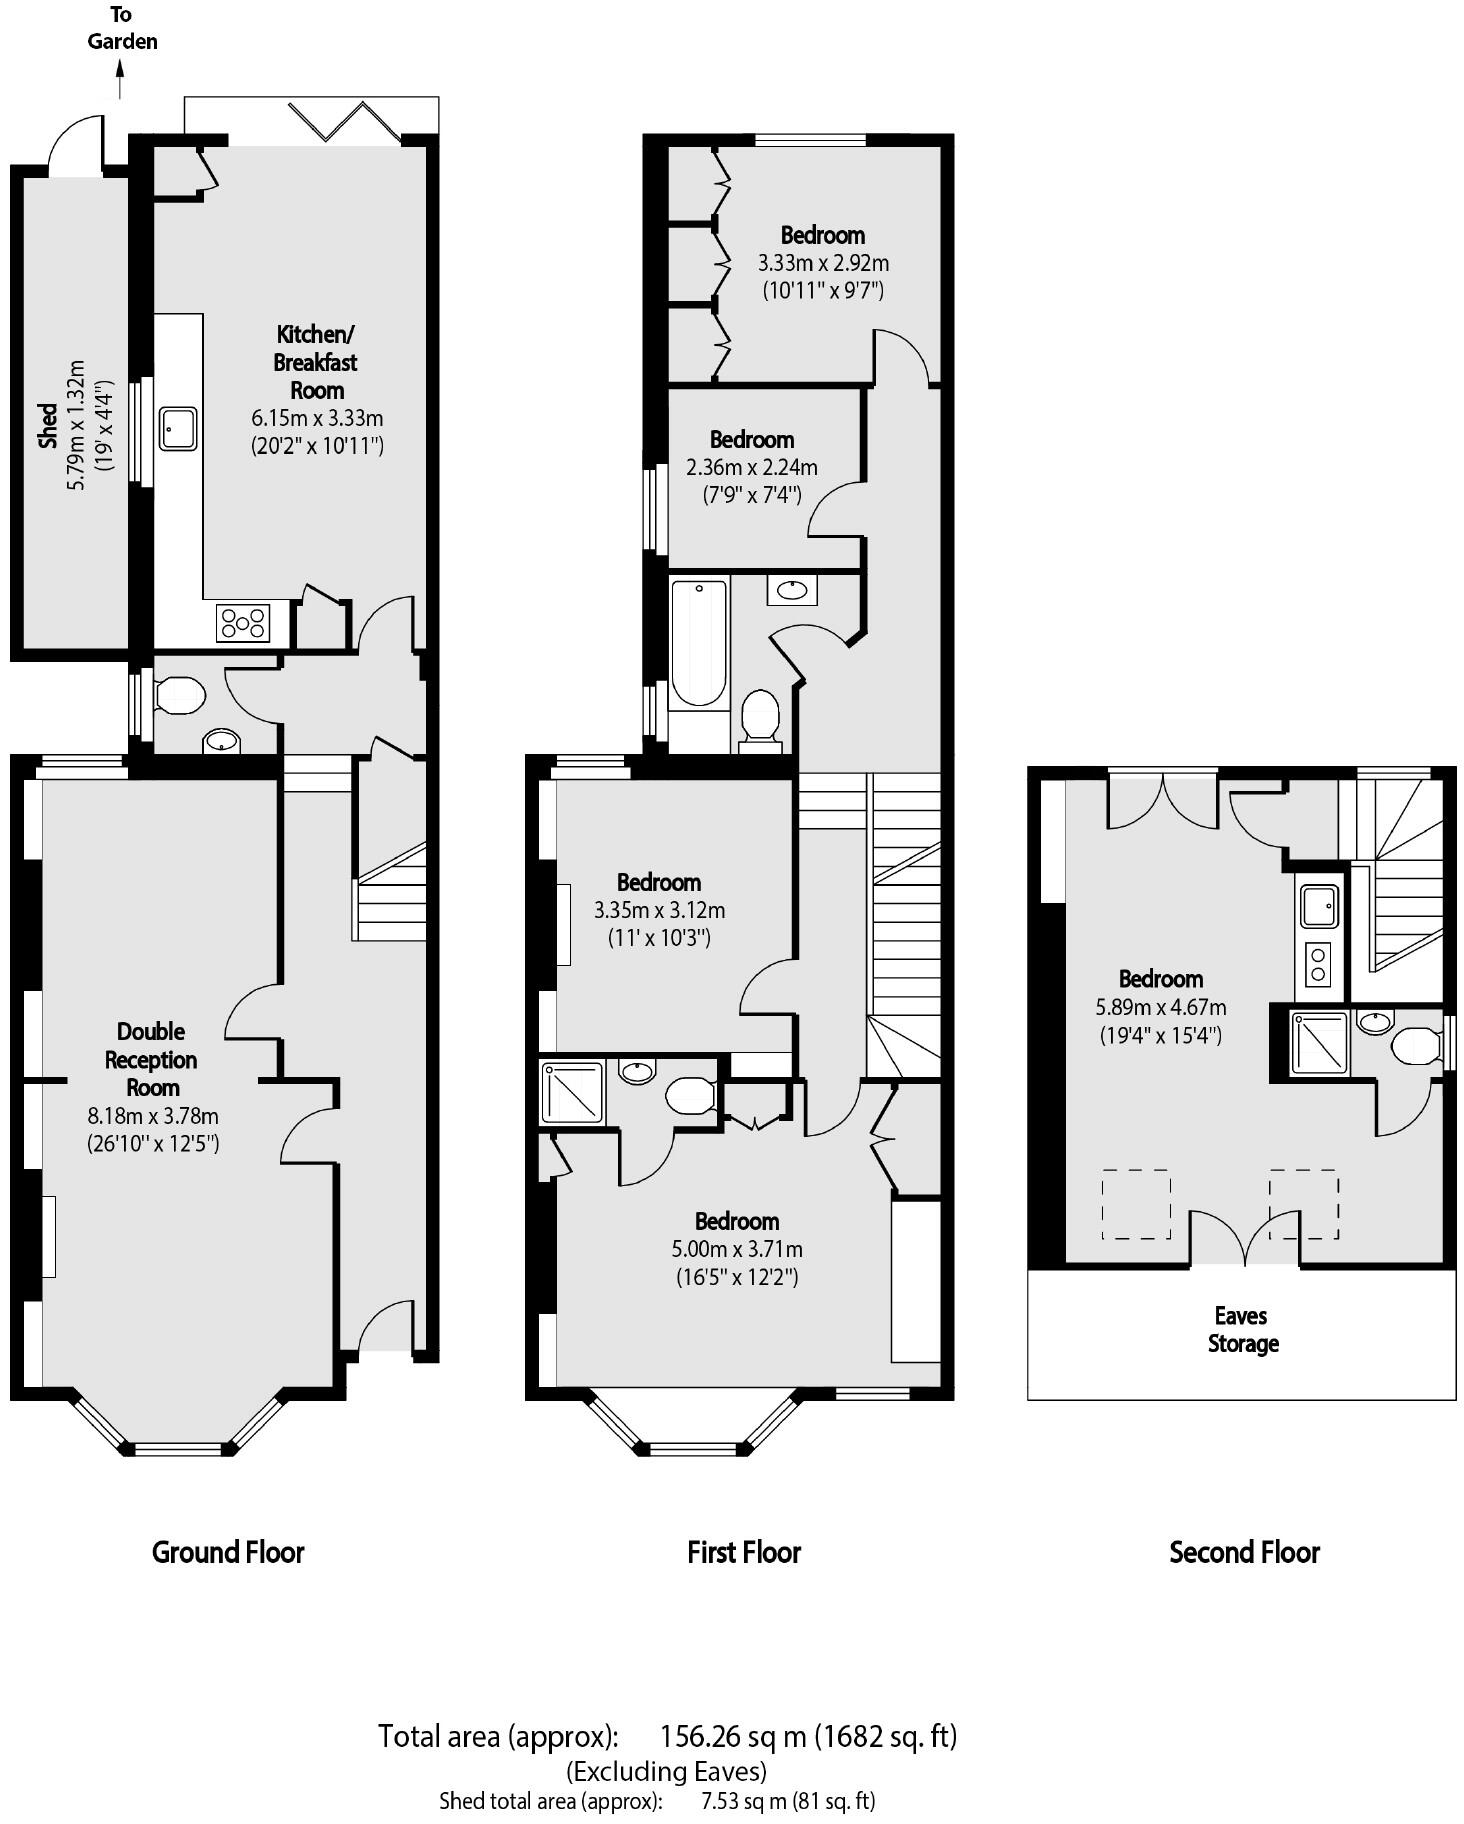 To
Garden
Kitchen/
Breakfast
Room
6.15m x 3.33m
(20'2" x 10'11")
Shed
5.79m x 1.32m
(19' x 4'4")
Double
Reception
Room
8.18m x 3.78m
(26'10" x 12'5")
Ground Floor
Bedroom
3.33m x 2.92m
(10'11" x 9'7")
Bedroom
2.36m x 2.24m
(7'9" x 7'4")
Bedroom
3.35m x 3.12m
(11' x 10'3")
Bedroom
5.00m x 3.71m
(16'5" x 12'2")
First Floor
Bedroom
5.89m x 4.67m
(19'4" x 15'4")
Eaves
Storage
Second Floor
Total area (approx): 156.26 sq m (1682 sq. ft)
(Excluding Eaves)
Shed total area (approx): 7.53 sq m (81 sq. ft)